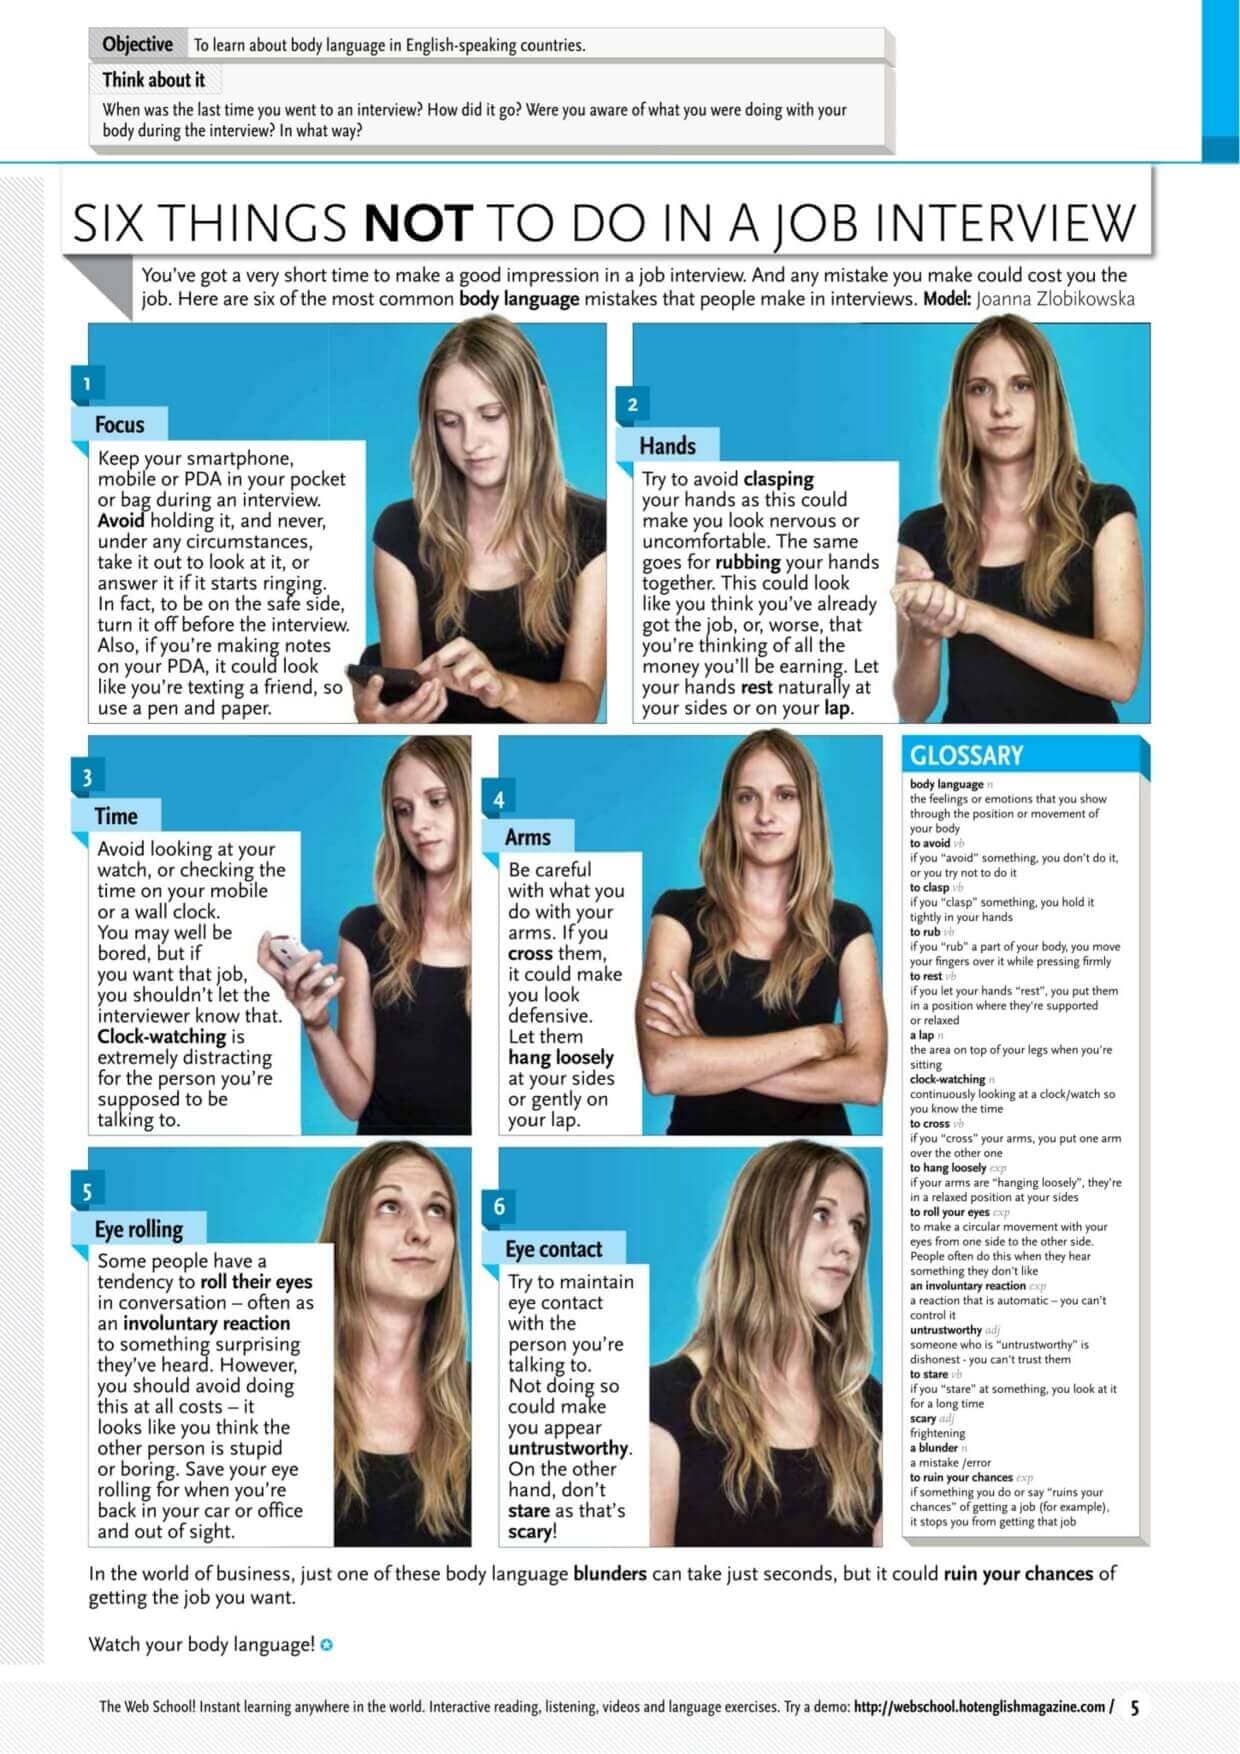 Objective To learn about body language in English-speaking countries.
Think about it
When was the last time you went to an interview? How did it go? Were you aware of what you were doing with your
body during the interview? In what way?
SIX THINGS NOT TO DO IN A JOB INTERVIEW
You've got a very short time to make a good impression in a job interview. And any mistake you make could cost you the
job. Here are six of the most common body language mistakes that people make in interviews. Model: Joanna Zlobikowska
1
Focus
Keep your smartphone,
mobile or PDA in your pocket
or bag during an interview.
Avoid holding it, and never,
under any circumstances,
take it out to look at it, or
answer it if it starts ringing.
In fact, to be on the safe side,
turn it off before the interview.
Also, if you're making notes
on your PDA, it could look
like you're texting a friend, so
use a pen and paper.
2
Hands
Try to avoid clasping
your hands as this could
make you look nervous or
uncomfortable. The same
goes for rubbing your hands
together. This could look
like you think you've already
got the job, or, worse, that
you're thinking of all the
money you'll be earning. Let
your hands rest naturally at
your sides or on your lap.
3
Time
Avoid looking at your
watch, or checking the
time on your mobile
or a wall clock.
You may well be
bored, but if
you want that job,
you shouldn't let the
interviewer know that.
Clock-watching is
extremely distracting
for the person you're
supposed to be
talking to.
4
Arms
Be careful
with what you
do with your
arms. If you
cross them,
it could make
you look
defensive.
Let them
hang loosely
at your sides
or gently on
your lap.
5
Eye rolling
Some people have a
tendency to roll their eyes
in conversation – often as
an involuntary reaction
to something surprising
they've heard. However,
you should avoid doing
this at all costs – it
looks like you think the
other person is stupid
or boring. Save your eye
rolling for when you're
back in your car or office
and out of sight.
6
Eye contact
Try to maintain
eye contact
with the
person you're
talking to.
Not doing so
could make
you appear
untrustworthy.
On the other
hand, don't
stare as that's
scary!
GLOSSARY
body language n
the feelings or emotions that you show
through the position or movement of
your body
to avoid vb
if you "avoid" something, you don't do it,
or you try not to do it
to clasp vb
if you "clasp" something, you hold it
tightly in your hands
to rub vb
if you "rub" a part of your body, you move
your fingers over it while pressing firmly
to rest vb
if you let your hands "rest", you put them
in a position where they're supported
or relaxed
a lap n
the area on top of your legs when you're
sitting
clock-watching n
continuously looking at a clock/watch so
you know the time
to cross vb
if you "cross" your arms, you put one arm
over the other one
to hang loosely exp
if your arms are "hanging loosely", they're
in a relaxed position at your sides
to roll your eyes exp
to make a circular movement with your
eyes from one side to the other side.
People often do this when they hear
something they don't like
an involuntary reaction exp
a reaction that is automatic – you can't
control it
untrustworthy adj
someone who is "untrustworthy" is
dishonest - you can't trust them
to stare vb
if you "stare" at something, you look at it
for a long time
scary adj
frightening
a blunder n
a mistake /error
to ruin your chances exp
if something you do or say "ruins your
chances" of getting a job (for example),
it stops you from getting that job
In the world of business, just one of these body language blunders can take just seconds, but it could ruin your chances of
getting the job you want.
Watch your body language!
The Web School! Instant learning anywhere in the world. Interactive reading, listening, videos and language exercises. Try a demo: http://webschool.hotenglishmagazine.com / 5